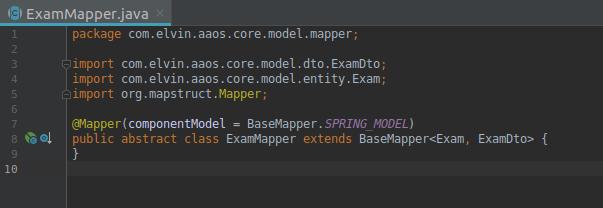 ExamMapper.java
1 package com.elvin.aaos.core.model.mapper;
2
3 import com.elvin.aaos.core.model.dto.ExamDto;
4 import com.elvin.aaos.core.model.entity.Exam;
5 import org.mapstruct.Mapper;
6
7 @Mapper(componentModel = BaseMapper.SPRING_MODEL)
8 public abstract class ExamMapper extends BaseMapper<Exam, ExamDto> {
9 }
10